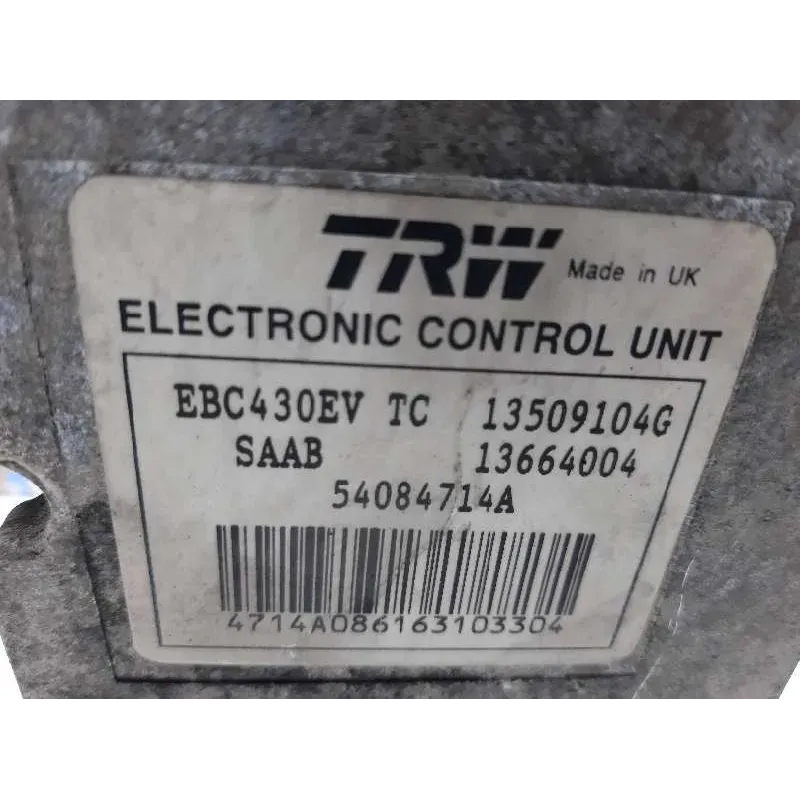 TRW Made in UK
ELECTRONIC CONTROL UNIT
EBC430EV TC 13509104G
SAAB 13664004
54084714A
4714A086163103304